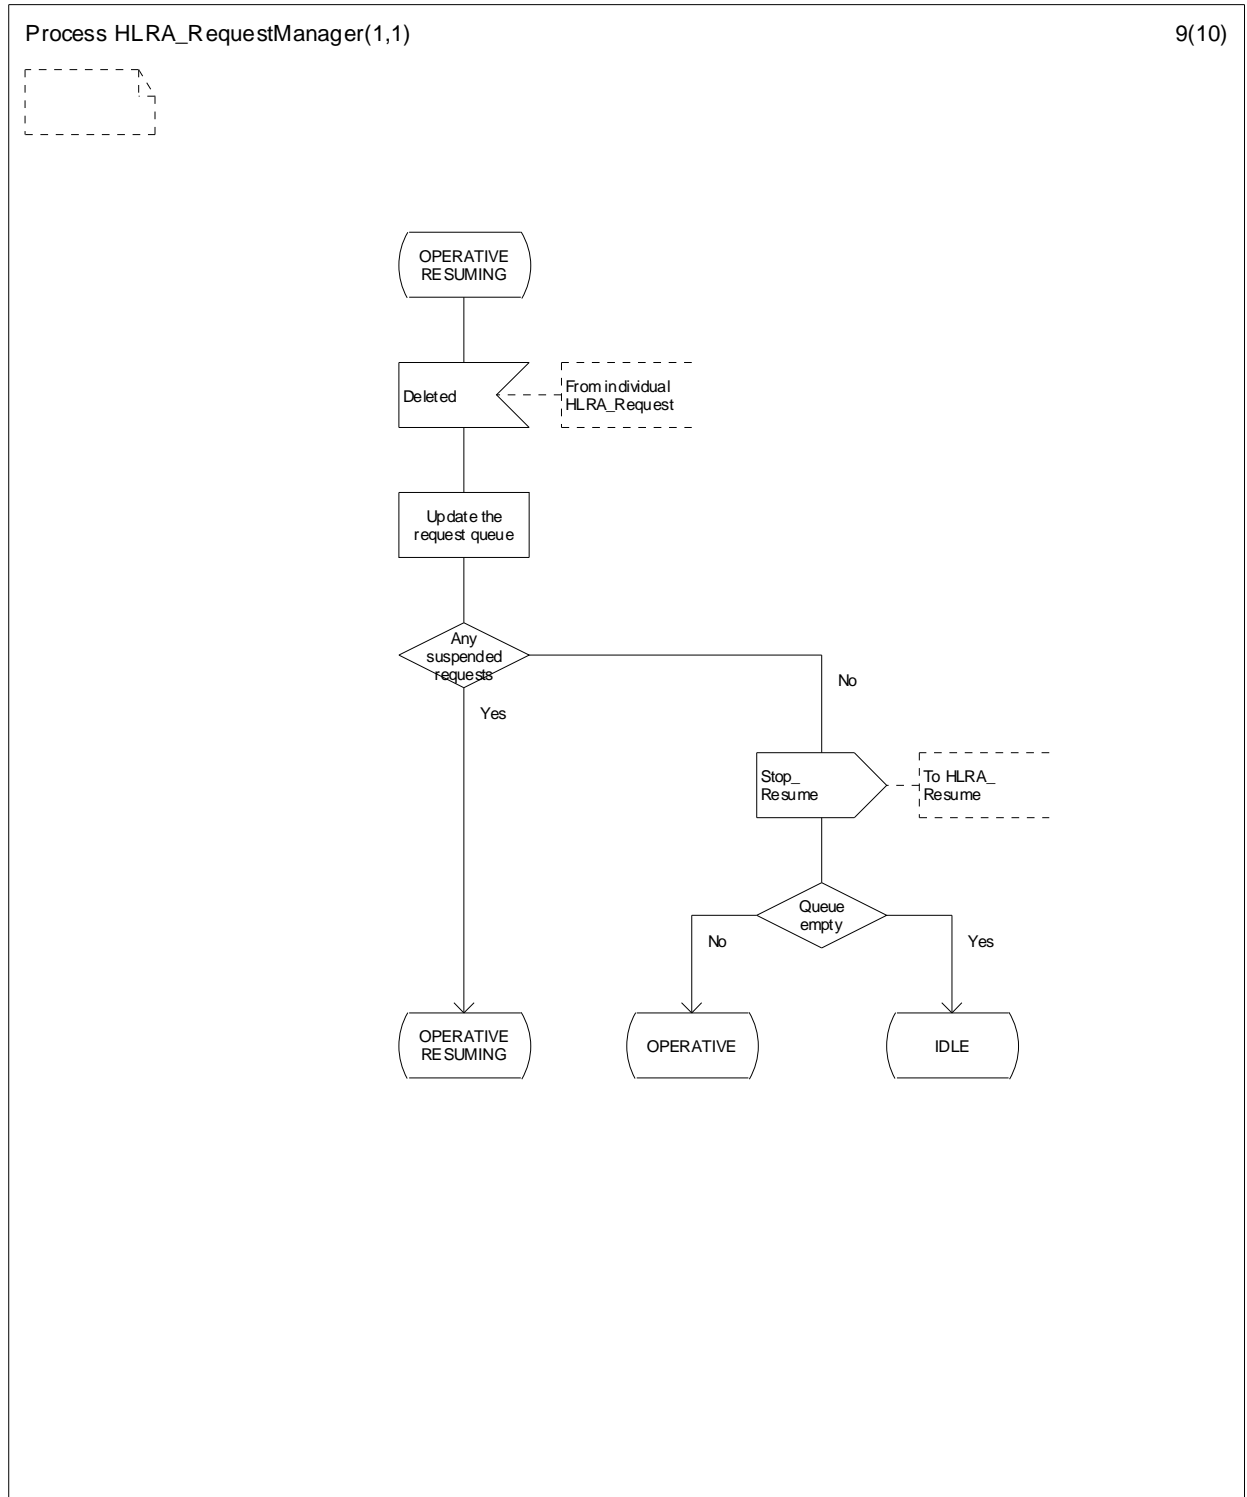 Process HLRA_RequestManager(1,1)
9(10)
OPERATIVE
RESUMING
Deleted
From individual
HLRA_Request
Update the
request queue
Any
suspended
requests
No
Yes
Stop_
Resume
To HLRA_
Resume
Queue
empty
No
Yes
OPERATIVE
RESUMING
OPERATIVE
IDLE